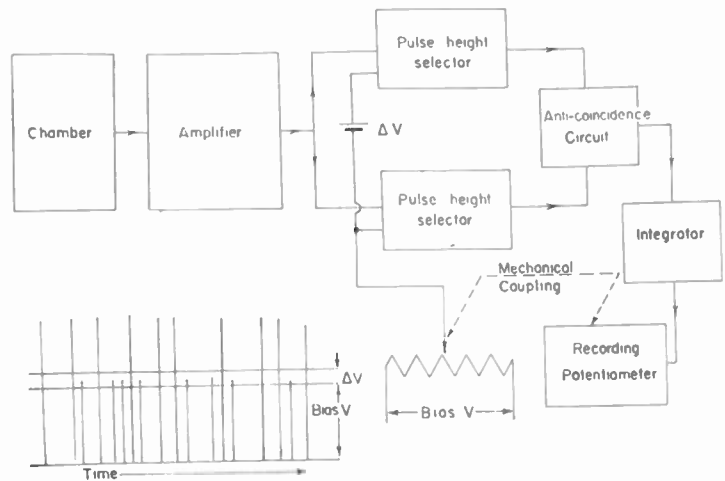 Pulse height
selector
Chamber
Amplifier
ΔV
Anti-coincidence
Circuit
Pulse height
selector
Integrator
Mechanical
Coupling
Recording
Potentiometer
ΔV
Bias V
Bias V
Time